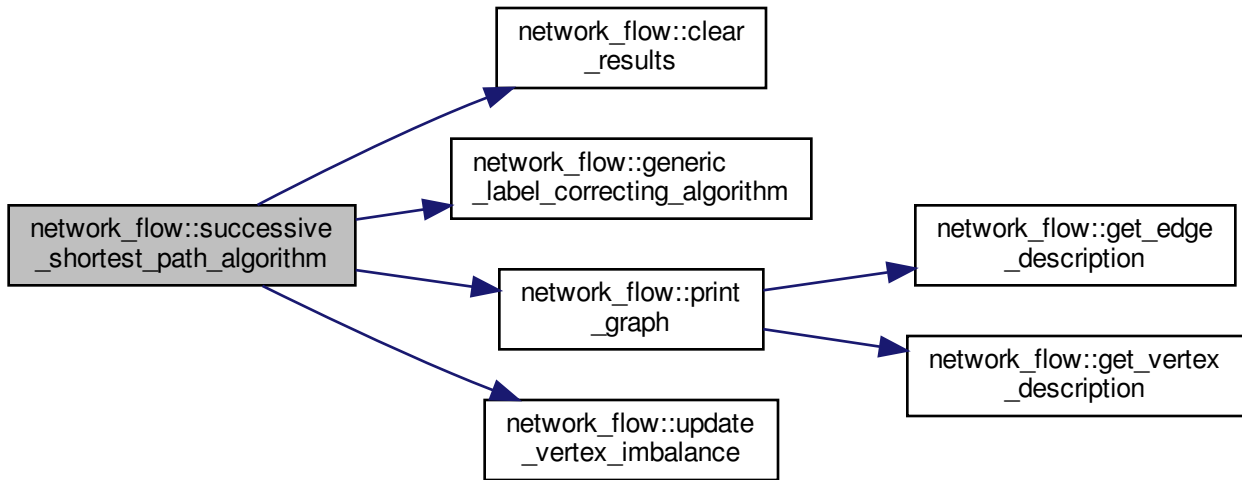 network_flow::clear
_results
network_flow::generic
_label_correcting_algorithm
network_flow::successive
_shortest_path_algorithm
network_flow::get_edge
_description
network_flow::print
_graph
network_flow::get_vertex
_description
network_flow::update
_vertex_imbalance